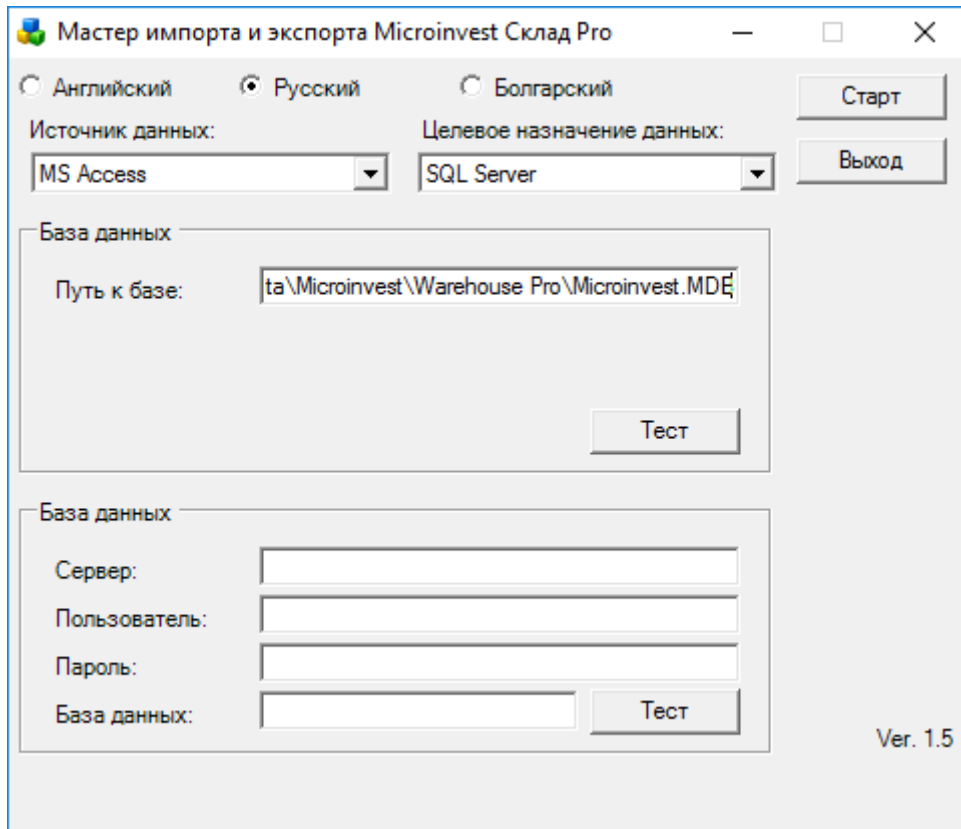 Мастер импорта и экспорта Microinvest Склад Pro
Английский Русский Болгарский Старт
Источник данных: Целевое назначение данных:
MS Access SQL Server Выход
База данных
Путь к базе: ta\Microinvest\Warehouse Pro\Microinvest.MDB
Тест
База данных
Сервер:
Пользователь:
Пароль:
База данных: Тест
Ver. 1.5